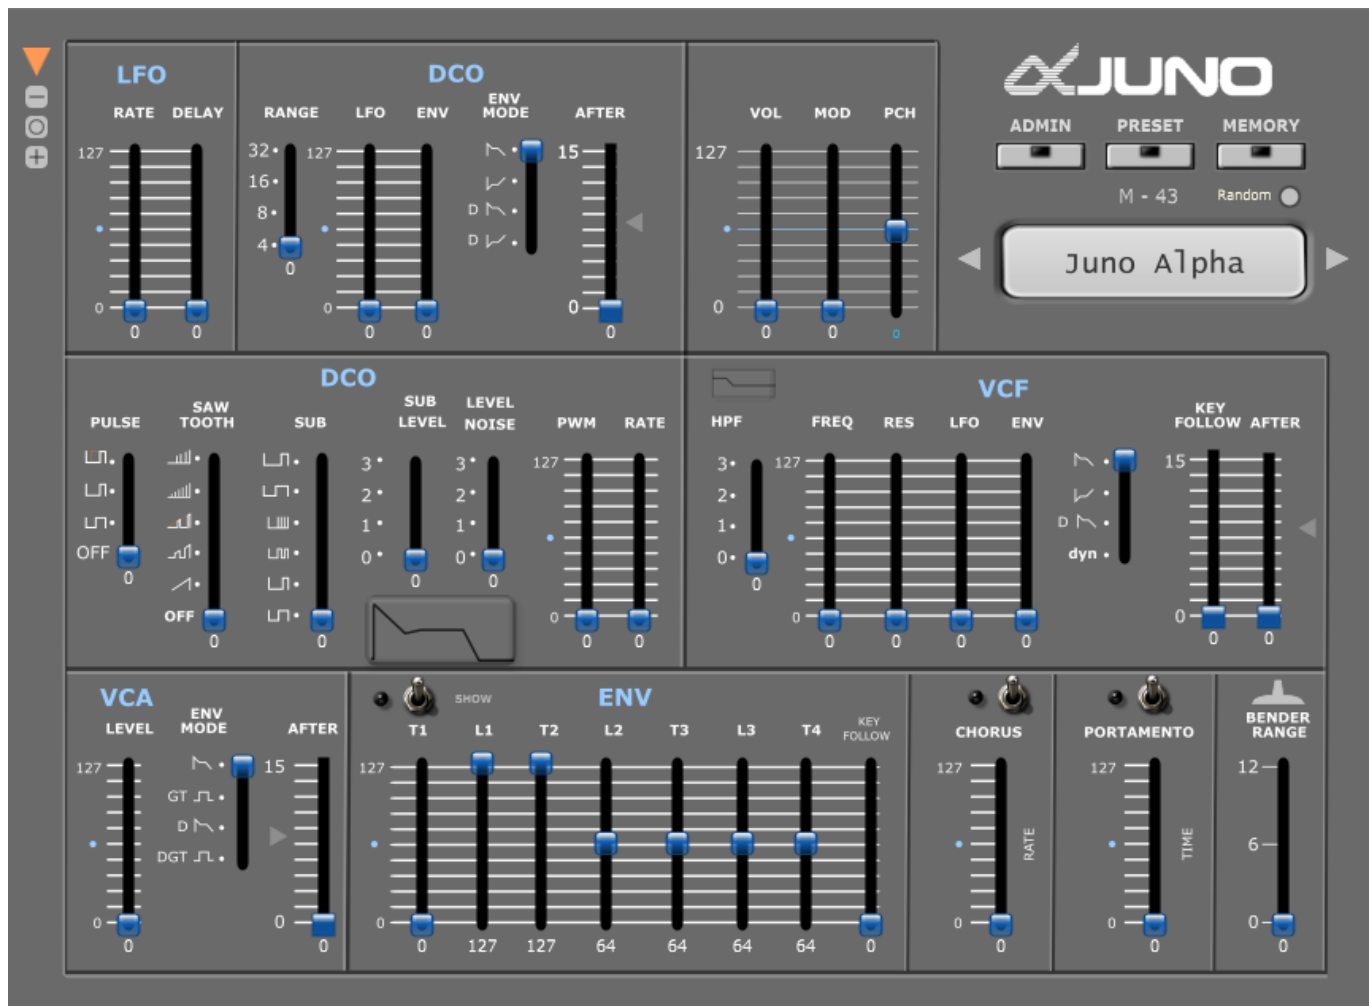 LFO
RATE DELAY
127
0
0 0
DCO
RANGE LFO ENV ENV MODE AFTER
32
16
8
4
0
127
0
0 0
D
D
15
0
0
VOL MOD PCH
127
0
0 0 0
αJUNO
ADMIN PRESET MEMORY
M - 43 Random
Juno Alpha
DCO
PULSE SAW TOOTH SUB SUB LEVEL LEVEL NOISE PWM RATE
OFF
0
OFF
0
0
3
2
1
0
0
3
2
1
0
0
127
0
0 0
VCF
HPF FREQ RES LFO ENV KEY FOLLOW AFTER
3
2
1
0
0
127
0
0 0 0 0
D
dyn
15
0
0 0
VCA
LEVEL ENV MODE AFTER
127
0
0
GT
D
DGT
15
0
0
SHOW ENV
T1 L1 T2 L2 T3 L3 T4 KEY FOLLOW
127
0
0 127 127 64 64 64 64 0
CHORUS
127
RATE
0
0
PORTAMENTO
127
TIME
0
0
BENDER RANGE
12
6
0
0